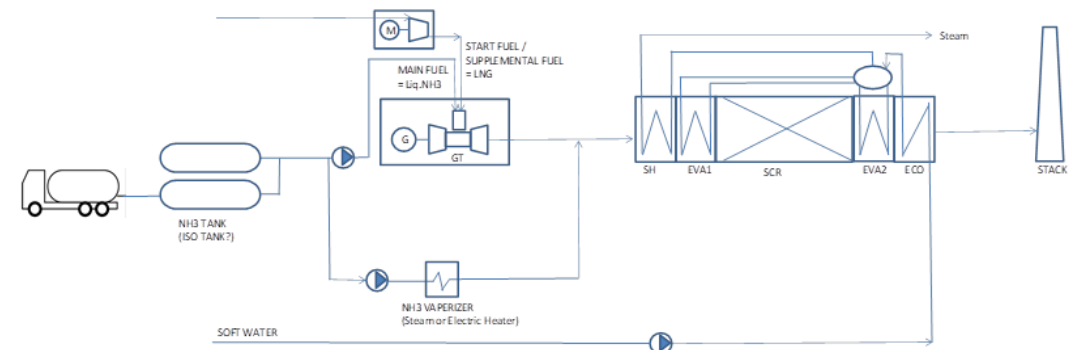 M
START FUEL /
SUPPLEMENTAL FUEL
= LNG
MAIN FUEL
= Liq.NH3
G
GT
Steam
SH
EVA1
SCR
EVA2
ECO
STACK
NH3 TANK
(ISO TANK?)
NH3 VAPERIZER
(Steam or Electric Heater)
SOFT WATER